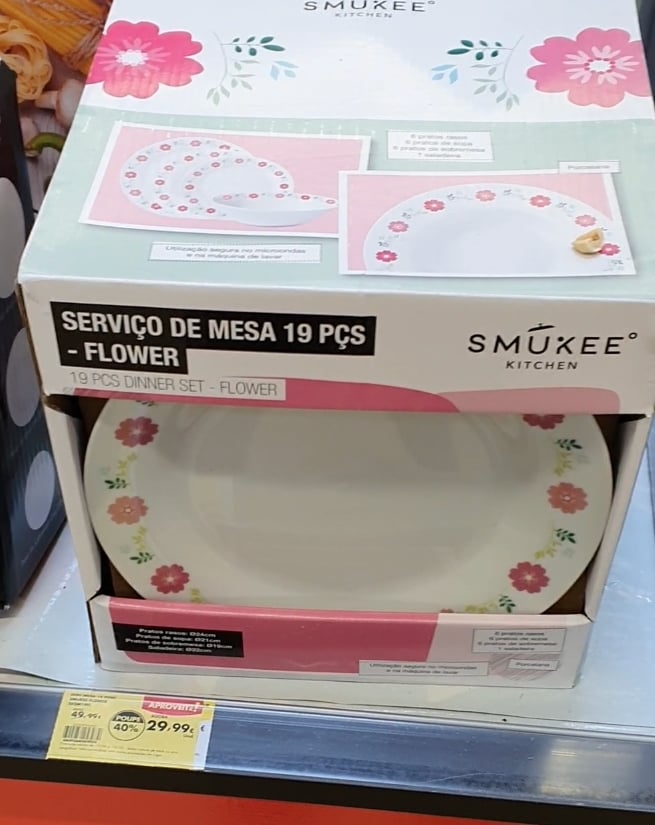 SMÜKEE°
KITCHEN
6 pratos rasos
6 pratos de sopa
6 pratos de sobremesa
1 saladeira
Porcelana
Utilização segura no microondas
e na máquina de lavar
SERVIÇO DE MESA 19 PÇS
- FLOWER
19 PCS DINNER SET - FLOWER
SMÜKEE°
KITCHEN
Pratos rasos: Ø24cm
Pratos de sopa: Ø21cm
Pratos de sobremesa: Ø19cm
Saladeira: Ø23cm
6 pratos rasos
6 pratos de sopa
6 pratos de sobremesa
1 saladeira
Porcelana
Utilização segura no microondas
e na máquina de lavar
APROVEITE!
49,99€
POUPE
40%
29,99€